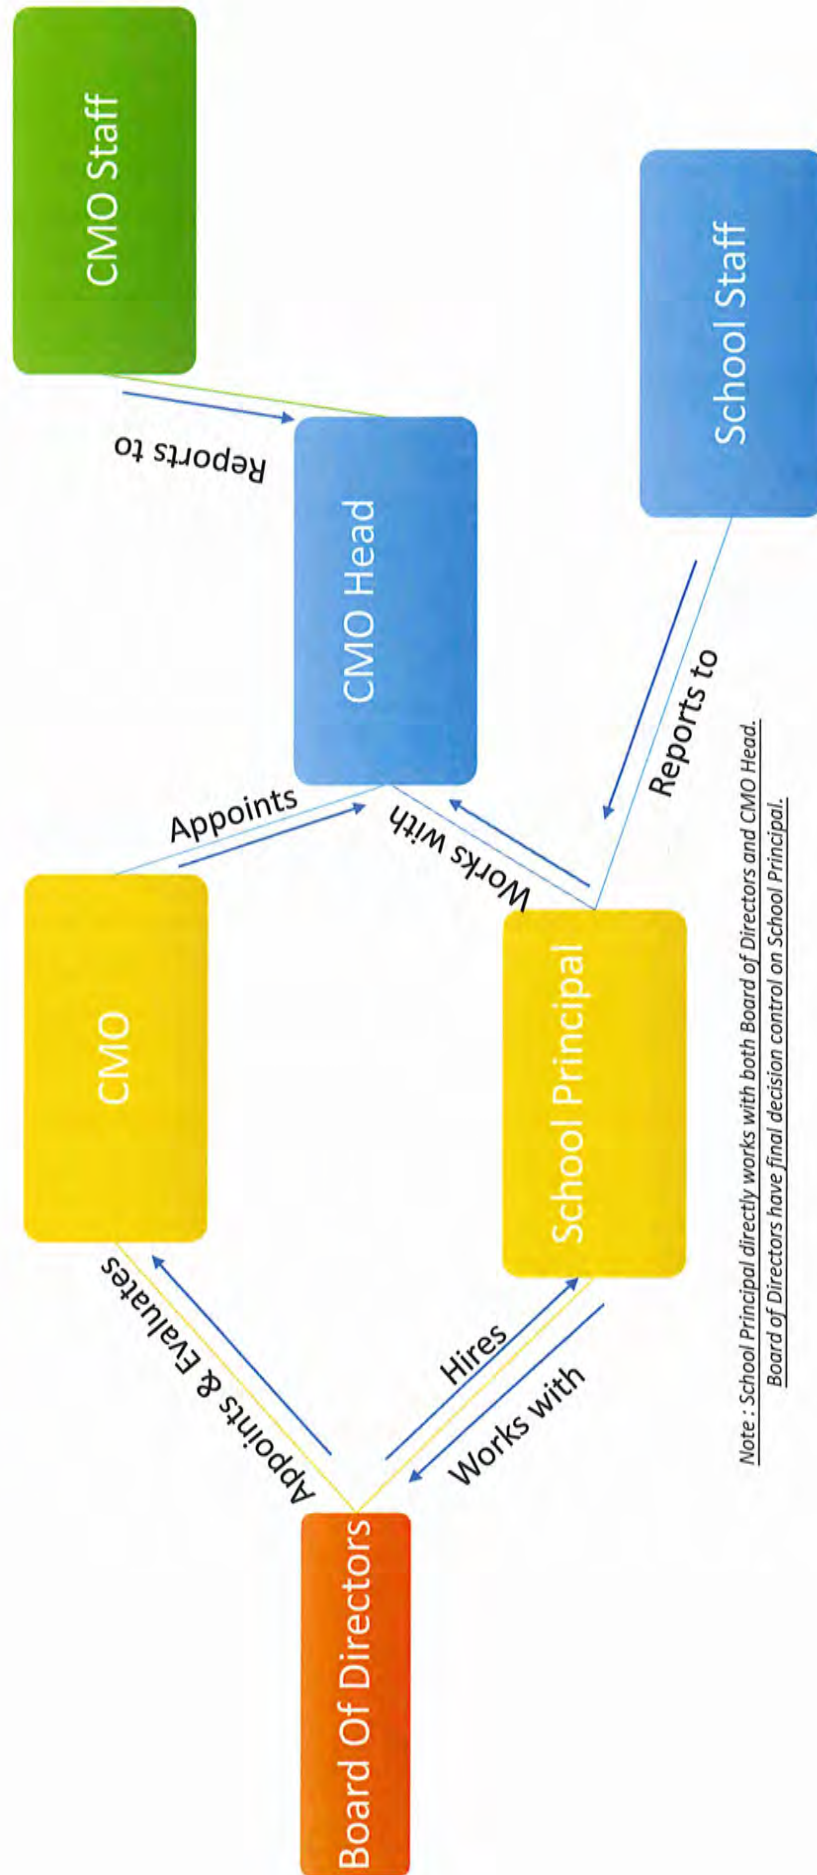 Board Of Directors
Appoints & Evaluates
Hires
Works with
CMO
School Principal
Appoints
Works with
CMO Head
Reports to
Reports to
CMO Staff
School Staff
Note : School Principal directly works with both Board of Directors and CMO Head.
Board of Directors have final decision control on School Principal.